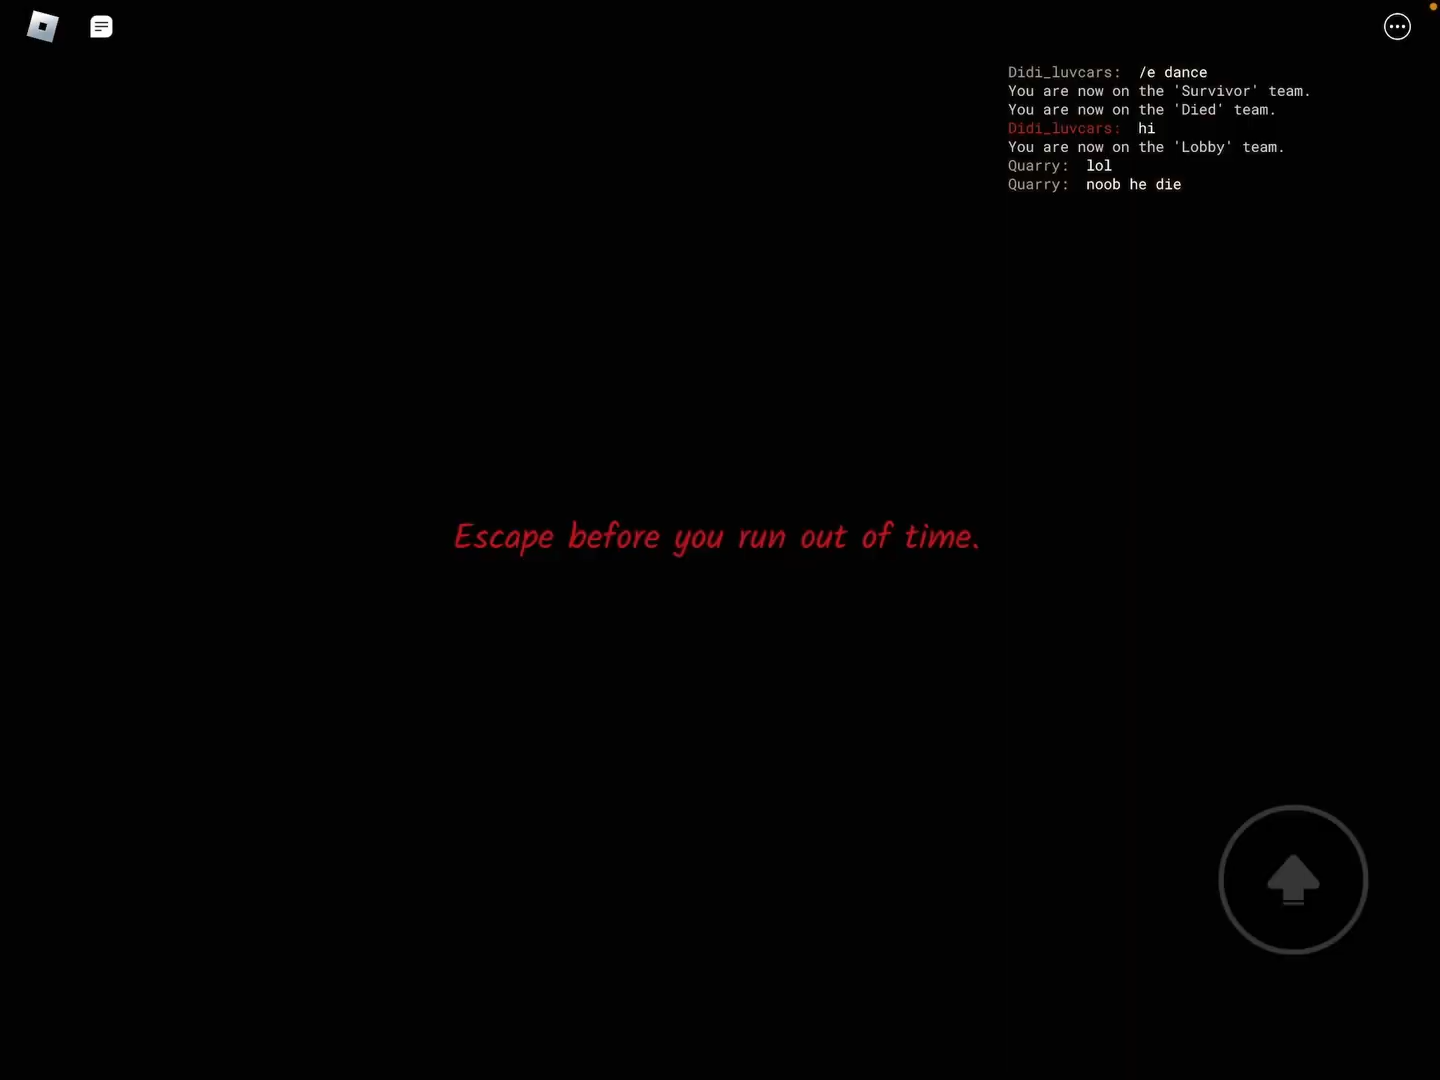 Didi_luvcars: /e dance
You are now on the 'Survivor' team.
You are now on the 'Died' team.
Didi_luvcars: hi
You are now on the 'Lobby' team.
Quarry: lol
Quarry: noob he die
Escape before you run out of time.